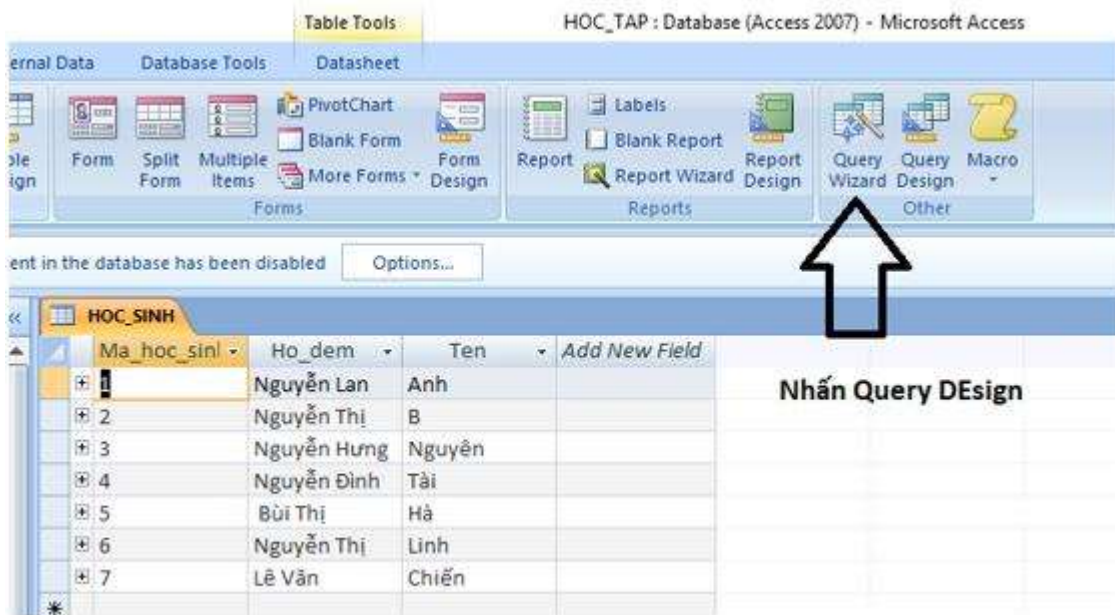 Table Tools HOC_TAP : Database (Access 2007) - Microsoft Access
ernal Data Database Tools Datasheet
ple
ign
Form
Split
Form
Multiple
Items
PivotChart
Blank Form
More Forms
Form
Design
Forms
Report
Labels
Blank Report
Report Wizard
Report
Design
Reports
Query
Wizard
Query
Design
Macro
Other
ent in the database has been disabled Options...
HOC_SINH
Ma_hoc_sinl Ho_dem Ten Add New Field
1 Nguyễn Lan Anh
2 Nguyễn Thị B
3 Nguyễn Hưng Nguyên
4 Nguyễn Đình Tài
5 Bùi Thị Hà
6 Nguyễn Thị Linh
7 Lê Văn Chiến
Nhấn Query DEsign